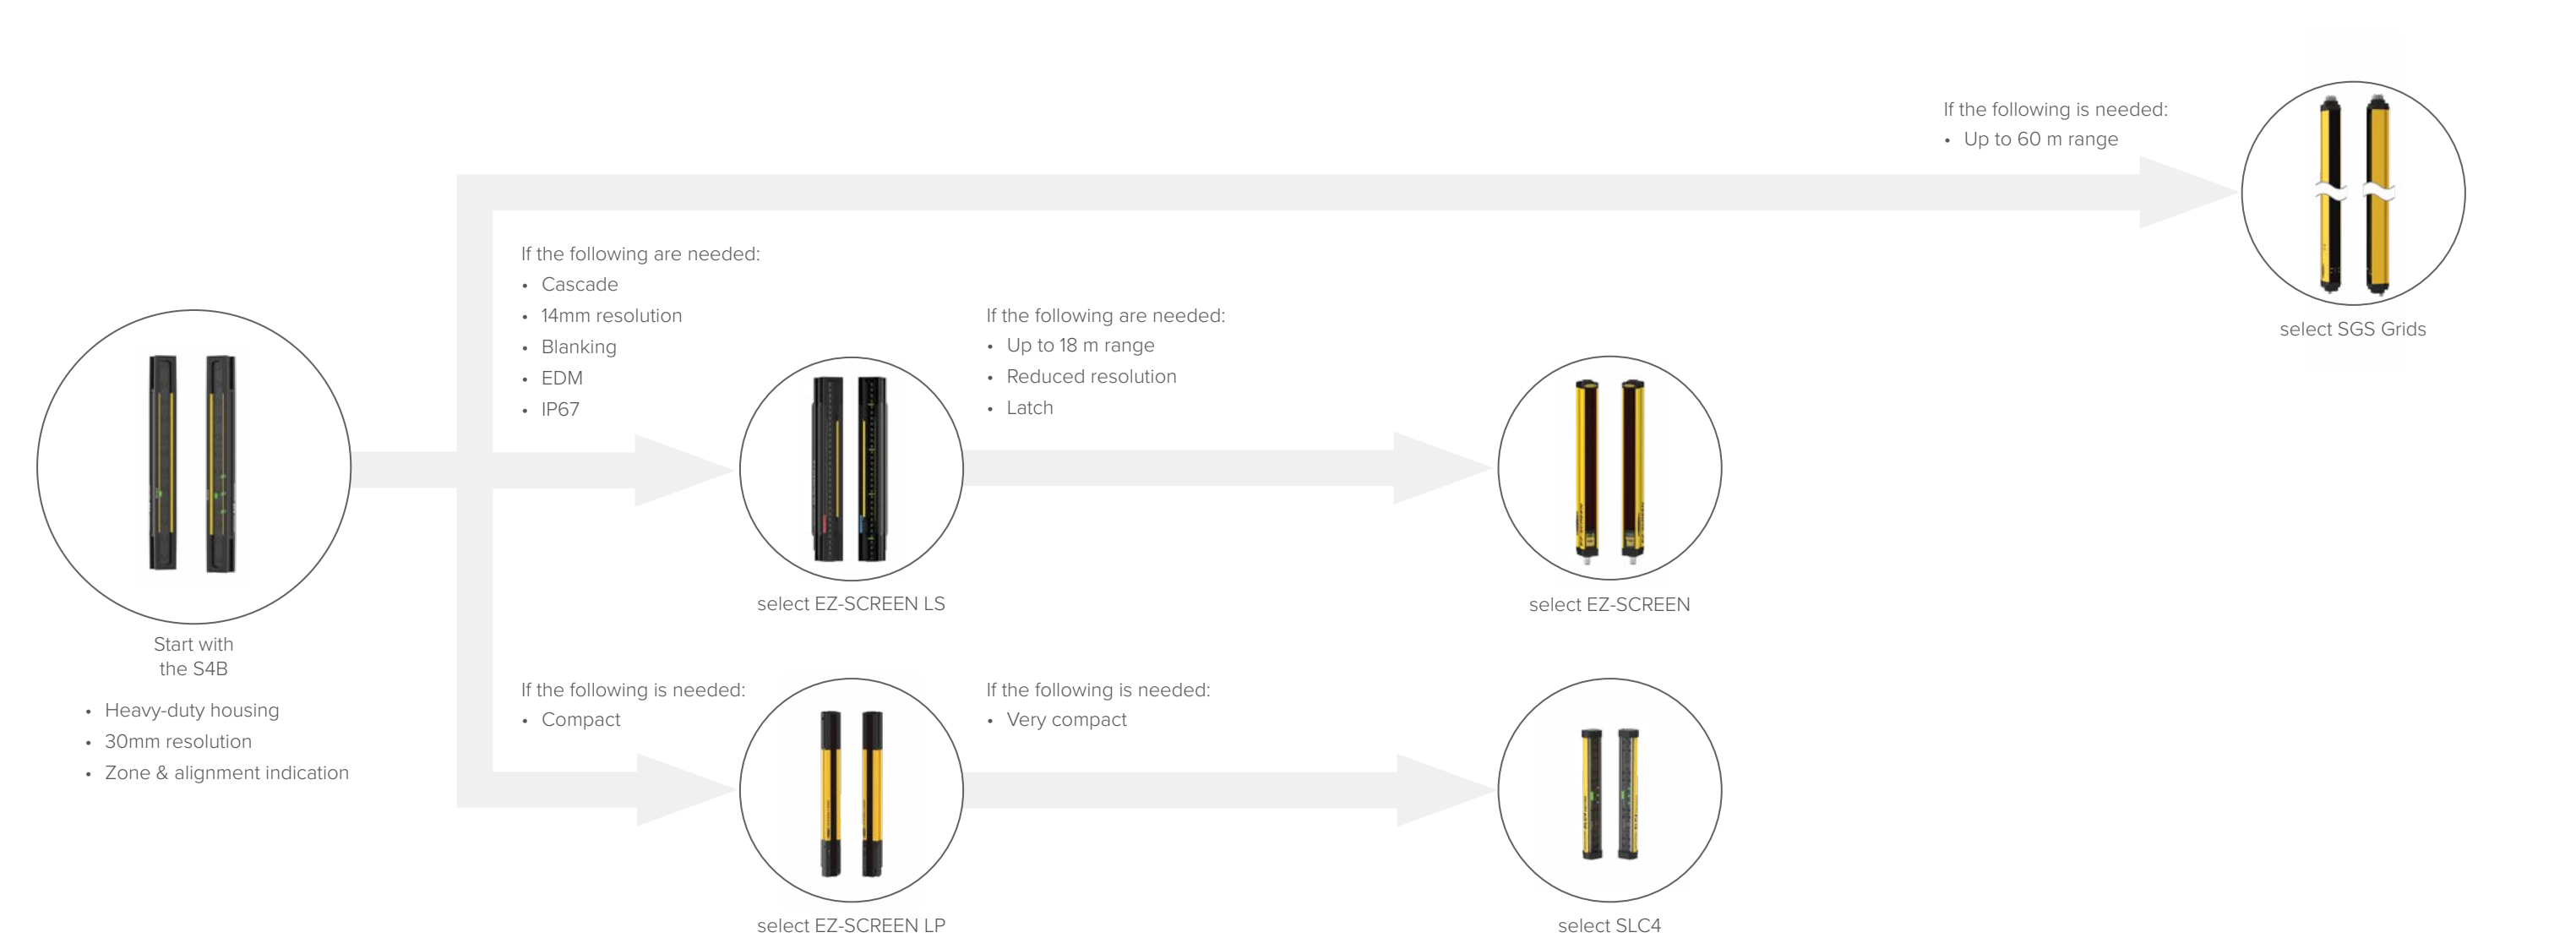 If the following is needed:
• Up to 60 m range
select SGS Grids
If the following are needed:
• Cascade
• 14mm resolution
• Blanking
• EDM
• IP67
select EZ-SCREEN LS
If the following are needed:
• Up to 18 m range
• Reduced resolution
• Latch
select EZ-SCREEN
Start with
the S4B
• Heavy-duty housing
• 30mm resolution
• Zone & alignment indication
If the following is needed:
• Compact
select EZ-SCREEN LP
If the following is needed:
• Very compact
select SLC4